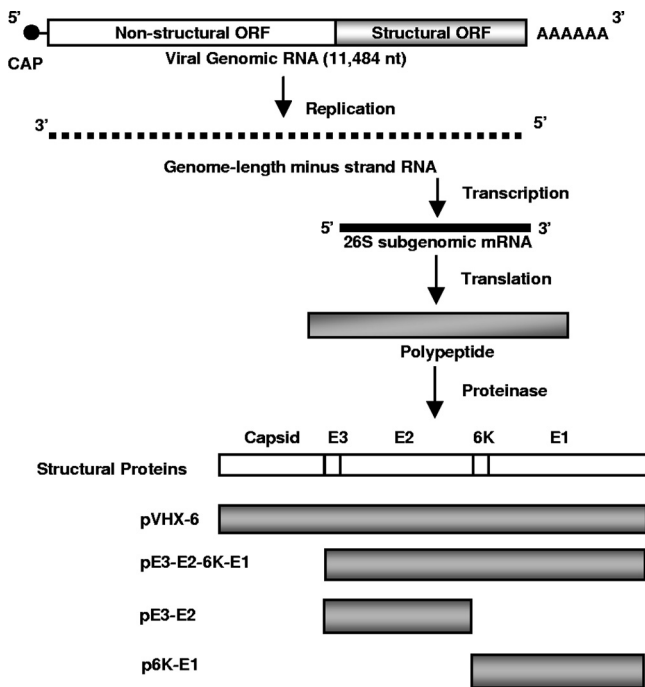 5’ Non-structural ORF Structural ORF AAAAAA 3’
CAP
Viral Genomic RNA (11,484 nt)
Replication
3’ 5’
Genome-length minus strand RNA
Transcription
5’ 3’
26S subgenomic mRNA
Translation
Polypeptide
Proteinase
Capsid E3 E2 6K E1
Structural Proteins
pVHX-6
pE3-E2-6K-E1
pE3-E2
p6K-E1